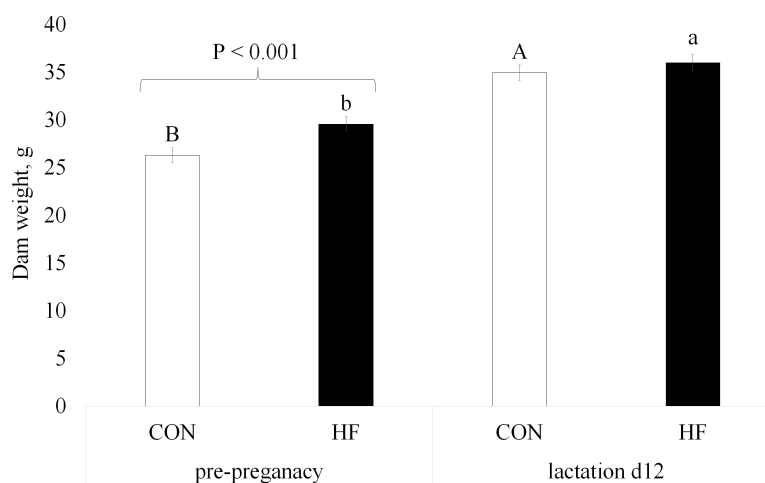 40
P < 0.001
35
A
a
30
B
b
25
20
15
10
5
0
Dam weight, g
CON
HF
CON
HF
pre-preganacy
lactation d12